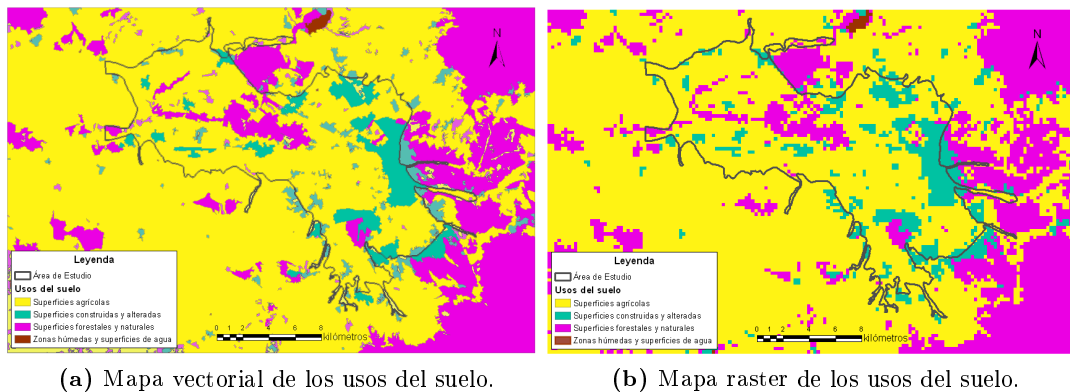 N
Leyenda
Área de Estudio
Usos del suelo
Superficies agrícolas
Superficies construidas y alteradas
Superficies forestales y naturales
Zonas húmedas y superficies de agua
0 1 2 4 6 8
kilómetros
(a) Mapa vectorial de los usos del suelo.
N
Leyenda
Área de Estudio
Usos del suelo
Superficies agrícolas
Superficies construidas y alteradas
Superficies forestales y naturales
Zonas húmedas y superficies de agua
0 1 2 4 6 8
kilómetros
(b) Mapa raster de los usos del suelo.